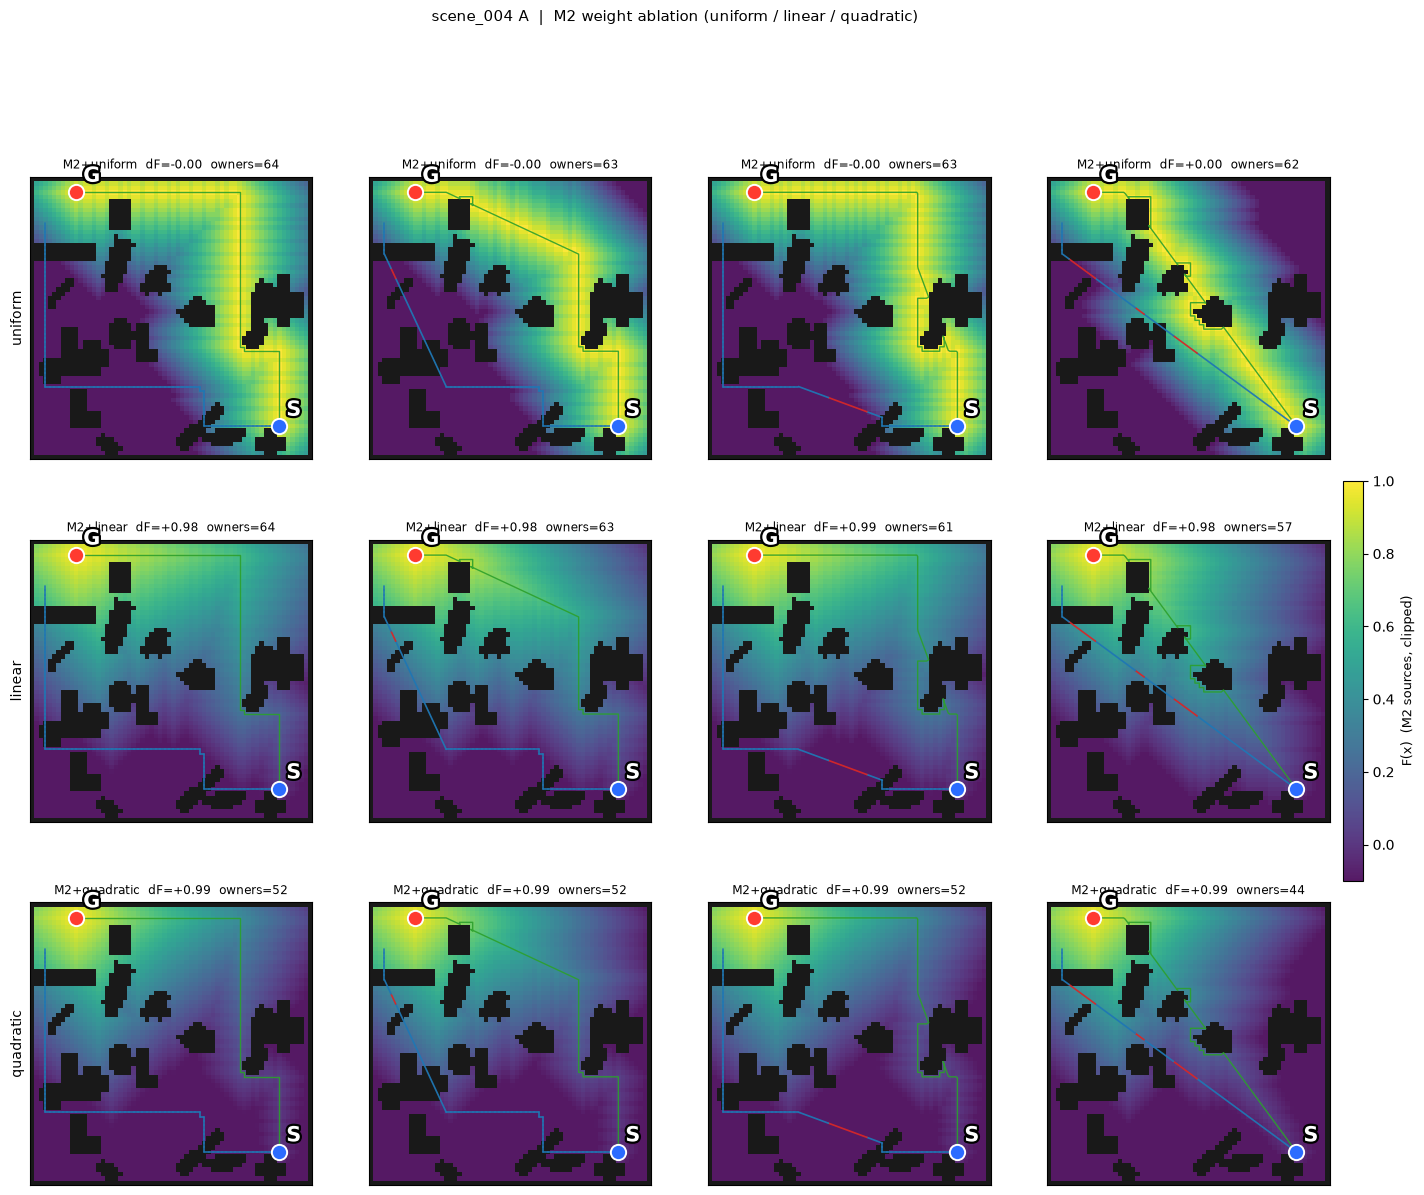 scene_004 A | M2 weight ablation (uniform / linear / quadratic)
M2+uniform dF=-0.00 owners=64
M2+uniform dF=-0.00 owners=63
M2+uniform dF=-0.00 owners=63
M2+uniform dF=+0.00 owners=62
G
G
G
G
uniform
S
S
S
S
M2+linear dF=+0.98 owners=64
M2+linear dF=+0.98 owners=63
M2+linear dF=+0.99 owners=61
M2+linear dF=+0.98 owners=57
G
G
G
G
linear
S
S
S
S
1.0
0.8
0.6
0.4
0.2
0.0
F(x) (M2 sources, clipped)
M2+quadratic dF=+0.99 owners=52
M2+quadratic dF=+0.99 owners=52
M2+quadratic dF=+0.99 owners=52
M2+quadratic dF=+0.99 owners=44
G
G
G
G
quadratic
S
S
S
S